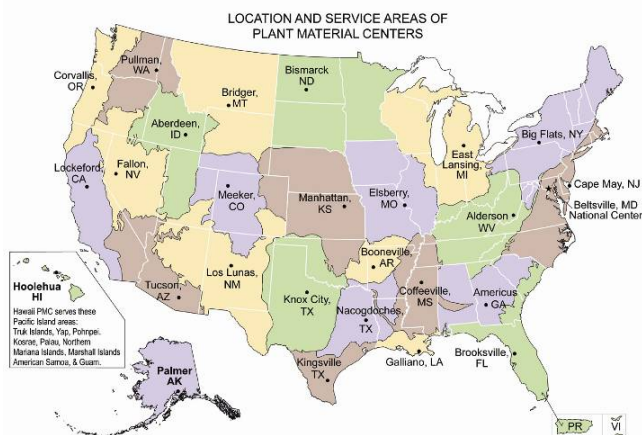 LOCATION AND SERVICE AREAS OF
PLANT MATERIAL CENTERS
Pullman,
WA
Corvallis,
OR
Bridger,
MT
Bismarck
ND
Aberdeen,
ID
Big Flats, NY
East
Lansing,
MI
Lockeford,
CA
Fallon,
NV
Meeker,
CO
Manhattan,
KS
Elsberry,
MO
Cape May, NJ
Beltsville, MD
National Center
Alderson
WV
Booneville,
AR
Los Lunas,
NM
Tucson,
AZ
Knox City,
TX
Nacogdoches,
TX
Coffeeville,
MS
Americus
GA
Kingsville
TX
Galliano, LA
Brooksville,
FL
Hoolehua
HI
Hawaii PMC serves these
Pacific Island areas:
Truk Islands, Yap, Pohnpei.
Kosrae, Palau, Northern
Mariana Islands, Marshall Islands
American Samoa, & Guam.
Palmer
AK
PR
VI